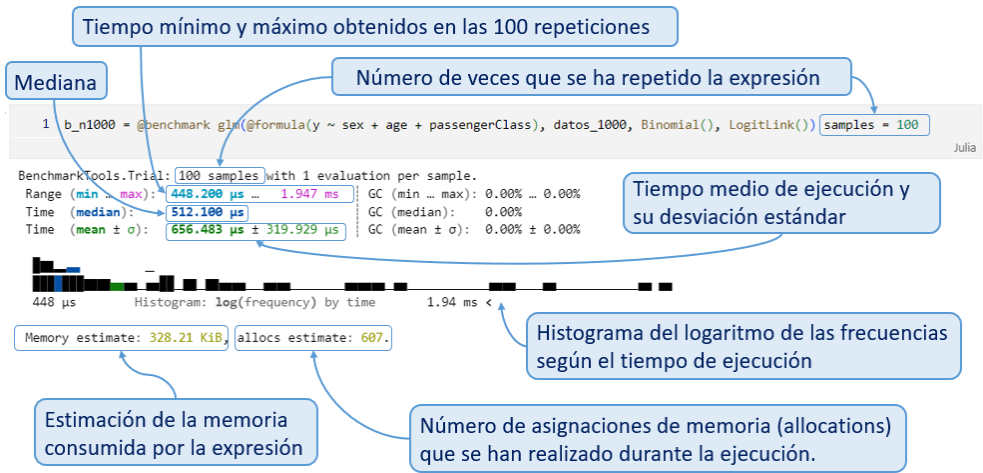 Tiempo mínimo y máximo obtenidos en las 100 repeticiones
Mediana
Número de veces que se ha repetido la expresión
1 b_n1000 = @benchmark glm(@formula(y ~ sex + age + passengerClass), datos_1000, Binomial(), LogitLink()) samples = 100
Julia
BenchmarkTools.Trial: 100 samples with 1 evaluation per sample.
Range (min … max): 448.200 μs … 1.947 ms GC (min … max): 0.00% … 0.00%
Time (median): 512.100 μs GC (median): 0.00%
Time (mean ± σ): 656.483 μs ± 319.929 μs GC (mean ± σ): 0.00% ± 0.00%
Tiempo medio de ejecución y
su desviación estándar
448 μs Histogram: log(frequency) by time 1.94 ms <
Memory estimate: 328.21 KiB, allocs estimate: 607.
Histograma del logaritmo de las frecuencias
según el tiempo de ejecución
Estimación de la memoria
consumida por la expresión
Número de asignaciones de memoria (allocations)
que se han realizado durante la ejecución.